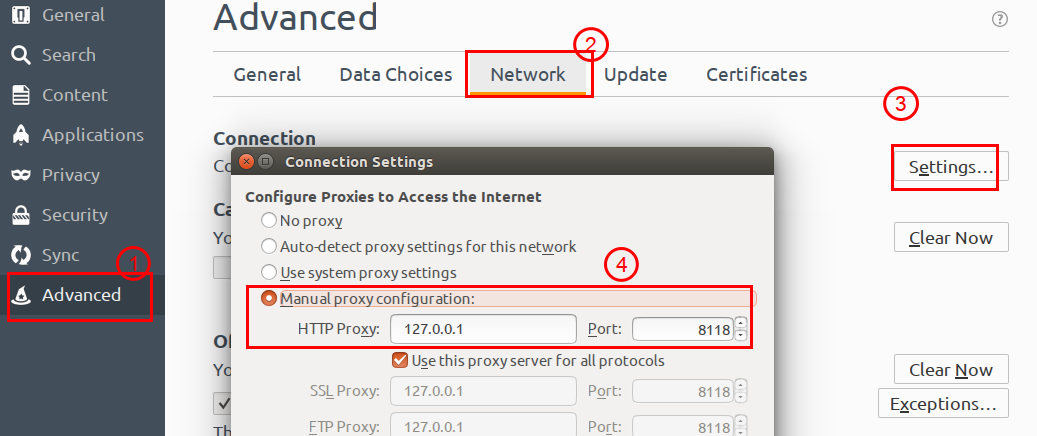 General
Search
Content
Applications
Privacy
Security
Sync
Advanced
1
Advanced
?
2
General Data Choices Network Update Certificates
3
Connection
Co
Settings...
Ca
Yo
Clear Now
Connection Settings
Configure Proxies to Access the Internet
No proxy
Auto-detect proxy settings for this network
Use system proxy settings
4
Manual proxy configuration:
HTTP Proxy: 127.0.0.1 Port: 8118
Use this proxy server for all protocols
SSL Proxy: 127.0.0.1 Port: 8118
FTP Proxy: 127.0.0.1 Port: 8118
Of
Yo
Clear Now
Exceptions...
Th